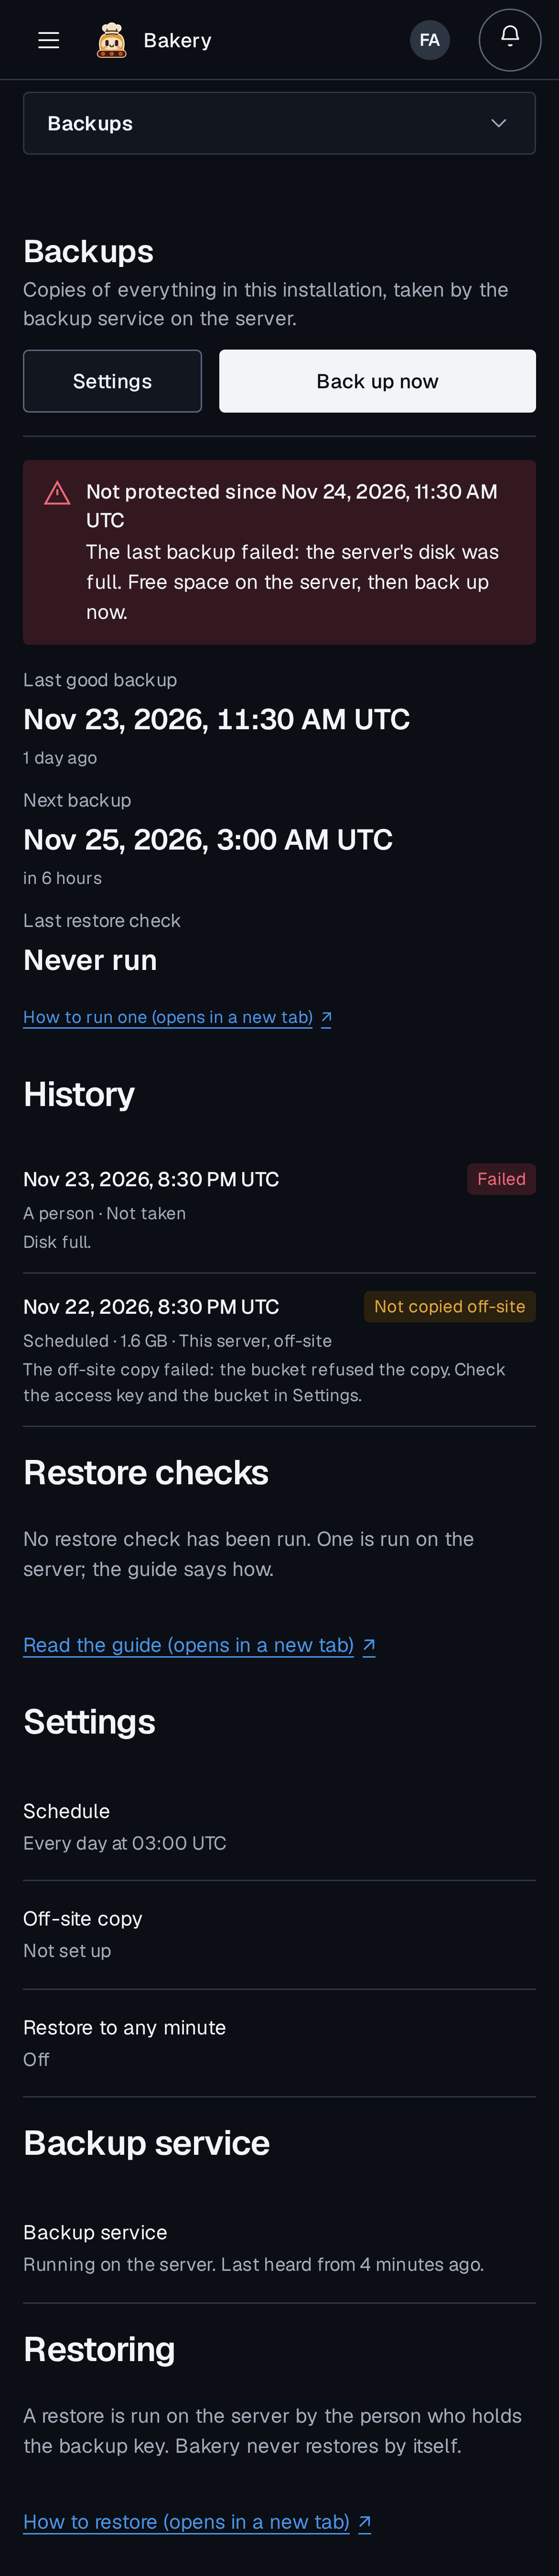 Bakery
FA
Backups
Backups
Copies of everything in this installation, taken by the
backup service on the server.
Settings
Back up now
Not protected since Nov 24, 2026, 11:30 AM
UTC
The last backup failed: the server's disk was
full. Free space on the server, then back up
now.
Last good backup
Nov 23, 2026, 11:30 AM UTC
1 day ago
Next backup
Nov 25, 2026, 3:00 AM UTC
in 6 hours
Last restore check
Never run
How to run one (opens in a new tab)
History
Nov 23, 2026, 8:30 PM UTC
Failed
A person · Not taken
Disk full.
Nov 22, 2026, 8:30 PM UTC
Not copied off-site
Scheduled · 1.6 GB · This server, off-site
The off-site copy failed: the bucket refused the copy. Check
the access key and the bucket in Settings.
Restore checks
No restore check has been run. One is run on the
server; the guide says how.
Read the guide (opens in a new tab)
Settings
Schedule
Every day at 03:00 UTC
Off-site copy
Not set up
Restore to any minute
Off
Backup service
Backup service
Running on the server. Last heard from 4 minutes ago.
Restoring
A restore is run on the server by the person who holds
the backup key. Bakery never restores by itself.
How to restore (opens in a new tab)